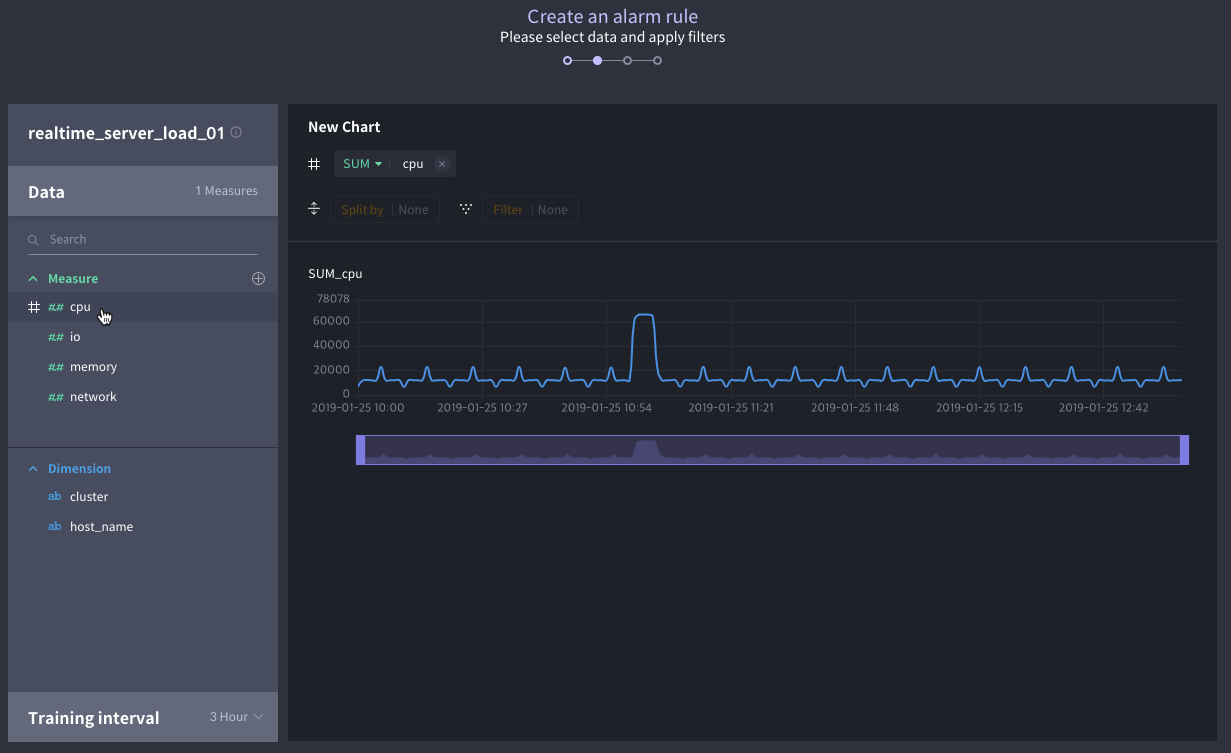 Create an alarm rule
Please select data and apply filters
realtime_server_load_01
Data 1 Measures
Search
Measure
## cpu
## io
## memory
## network
Dimension
ab cluster
ab host_name
Training interval 3 Hour
New Chart
SUM cpu ×
Split by None Filter None
SUM_cpu
78078
60000
40000
20000
0
2019-01-25 10:00 2019-01-25 10:27 2019-01-25 10:54 2019-01-25 11:21 2019-01-25 11:48 2019-01-25 12:15 2019-01-25 12:42